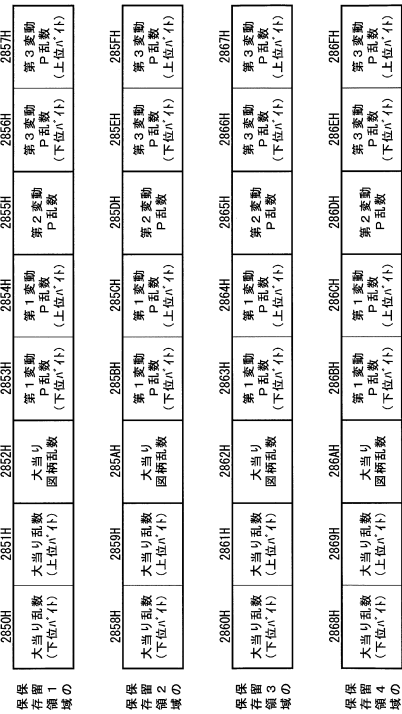 保留1の
保存領域
2850H
大当り乱数
(下位ﾊﾞｲﾄ)
2851H
大当り乱数
(上位ﾊﾞｲﾄ)
2852H
大当り
図柄乱数
2853H
第1変動
P乱数
(下位ﾊﾞｲﾄ)
2854H
第1変動
P乱数
(上位ﾊﾞｲﾄ)
2855H
第2変動
P乱数
2856H
第3変動
P乱数
(下位ﾊﾞｲﾄ)
2857H
第3変動
P乱数
(上位ﾊﾞｲﾄ)
保留2の
保存領域
2858H
大当り乱数
(下位ﾊﾞｲﾄ)
2859H
大当り乱数
(上位ﾊﾞｲﾄ)
285AH
大当り
図柄乱数
285BH
第1変動
P乱数
(下位ﾊﾞｲﾄ)
285CH
第1変動
P乱数
(上位ﾊﾞｲﾄ)
285DH
第2変動
P乱数
285EH
第3変動
P乱数
(下位ﾊﾞｲﾄ)
285FH
第3変動
P乱数
(上位ﾊﾞｲﾄ)
保留3の
保存領域
2860H
大当り乱数
(下位ﾊﾞｲﾄ)
2861H
大当り乱数
(上位ﾊﾞｲﾄ)
2862H
大当り
図柄乱数
2863H
第1変動
P乱数
(下位ﾊﾞｲﾄ)
2864H
第1変動
P乱数
(上位ﾊﾞｲﾄ)
2865H
第2変動
P乱数
2866H
第3変動
P乱数
(下位ﾊﾞｲﾄ)
2867H
第3変動
P乱数
(上位ﾊﾞｲﾄ)
保留4の
保存領域
2868H
大当り乱数
(下位ﾊﾞｲﾄ)
2869H
大当り乱数
(上位ﾊﾞｲﾄ)
286AH
大当り
図柄乱数
286BH
第1変動
P乱数
(下位ﾊﾞｲﾄ)
286CH
第1変動
P乱数
(上位ﾊﾞｲﾄ)
286DH
第2変動
P乱数
286EH
第3変動
P乱数
(下位ﾊﾞｲﾄ)
286FH
第3変動
P乱数
(上位ﾊﾞｲﾄ)